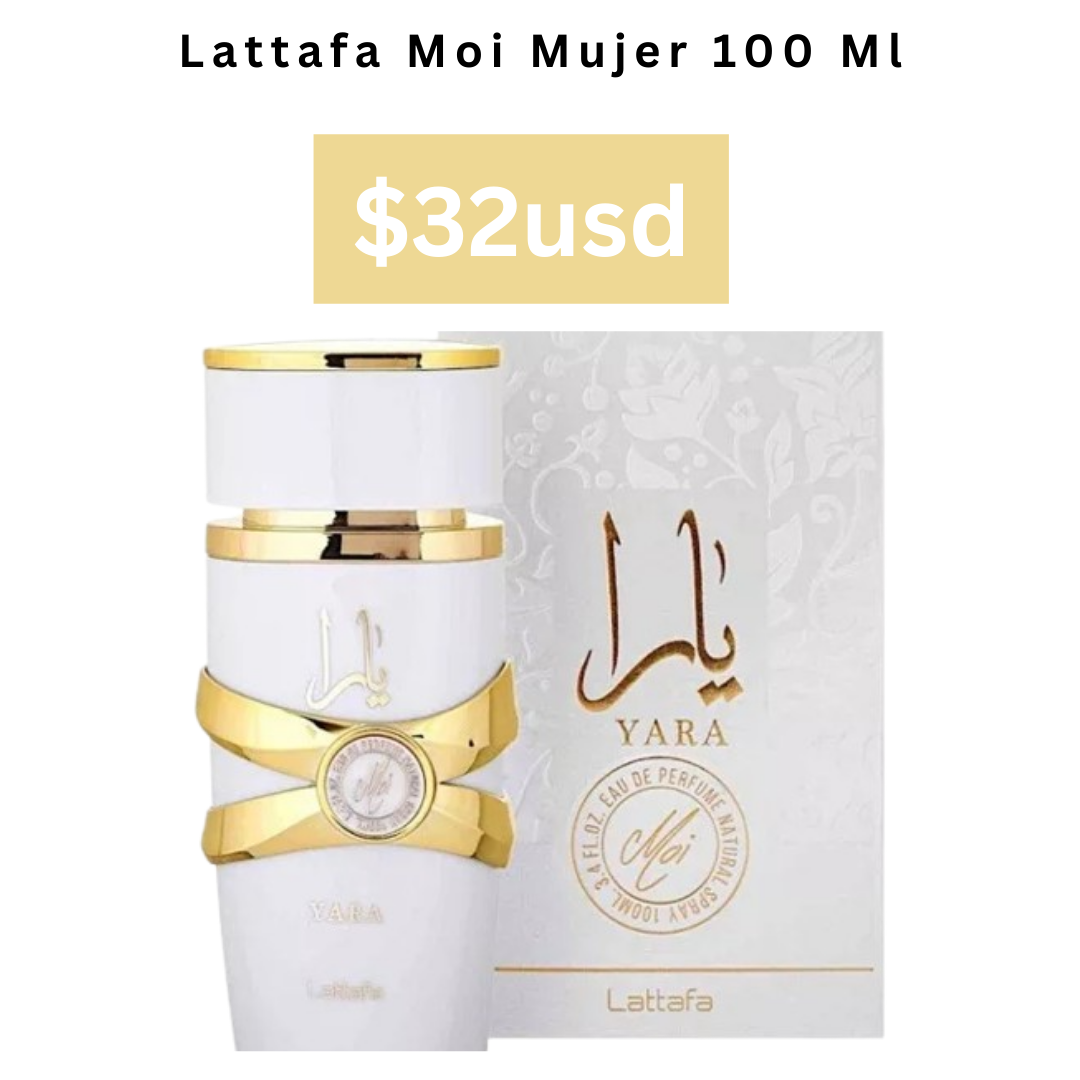 Lattafa Moi Mujer 100 Ml
$32usd
يارا
YARA
EAU DE PERFUME NATURAL SPRAY 100ML. 3.4 FL.OZ.
Moi
Lattafa
يارا
Moi
YARA
Lattafa